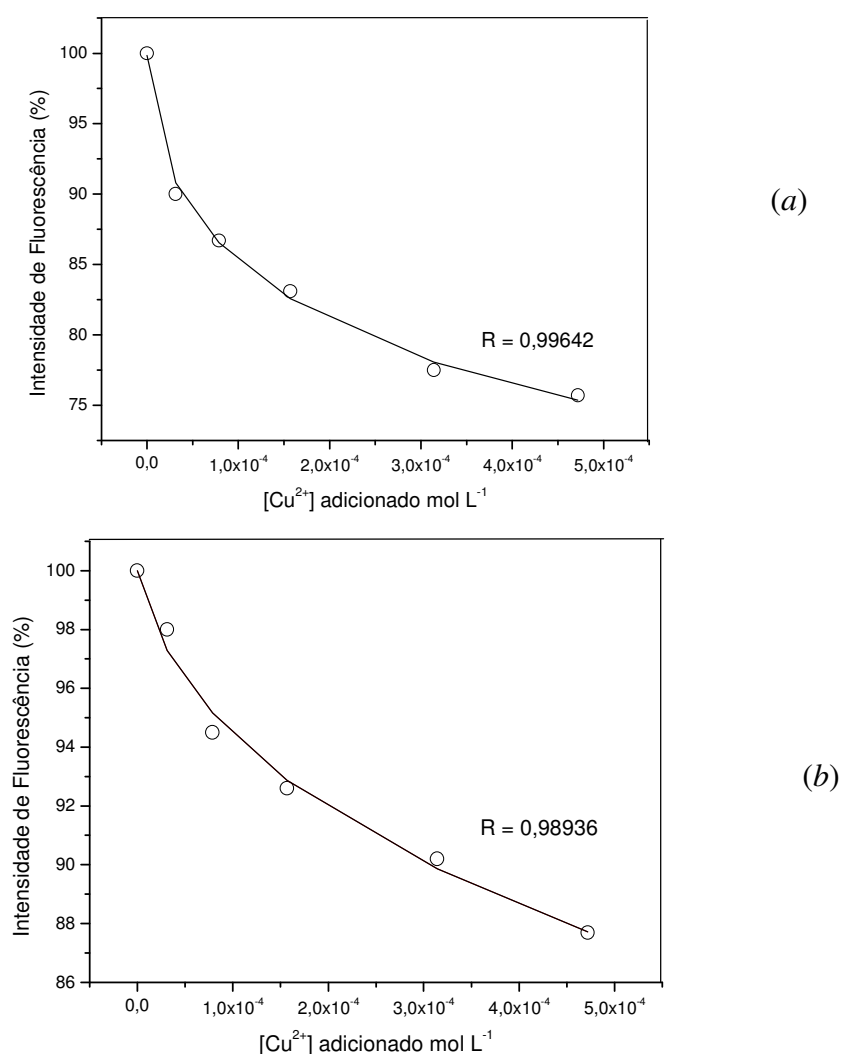 100
95
90
85
80
75
Intensidade de Fluorescência (%)
R = 0,99642
(a)
0,0 1,0x10⁻⁴ 2,0x10⁻⁴ 3,0x10⁻⁴ 4,0x10⁻⁴ 5,0x10⁻⁴
[Cu²⁺] adicionado mol L⁻¹
100
98
96
94
92
90
88
86
Intensidade de Fluorescência (%)
R = 0,98936
(b)
0,0 1,0x10⁻⁴ 2,0x10⁻⁴ 3,0x10⁻⁴ 4,0x10⁻⁴ 5,0x10⁻⁴
[Cu²⁺] adicionado mol L⁻¹